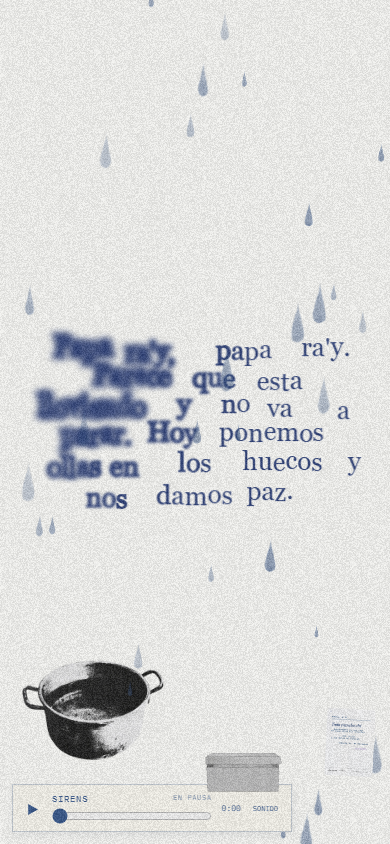 Papa ra'y, papa ra'y.
Parece que esta
lloviendo y no va a
parar. Hoy ponemos
ollas en los huecos y
nos damos paz.
SIRENS
EN PAUSA
0:00 SONIDO